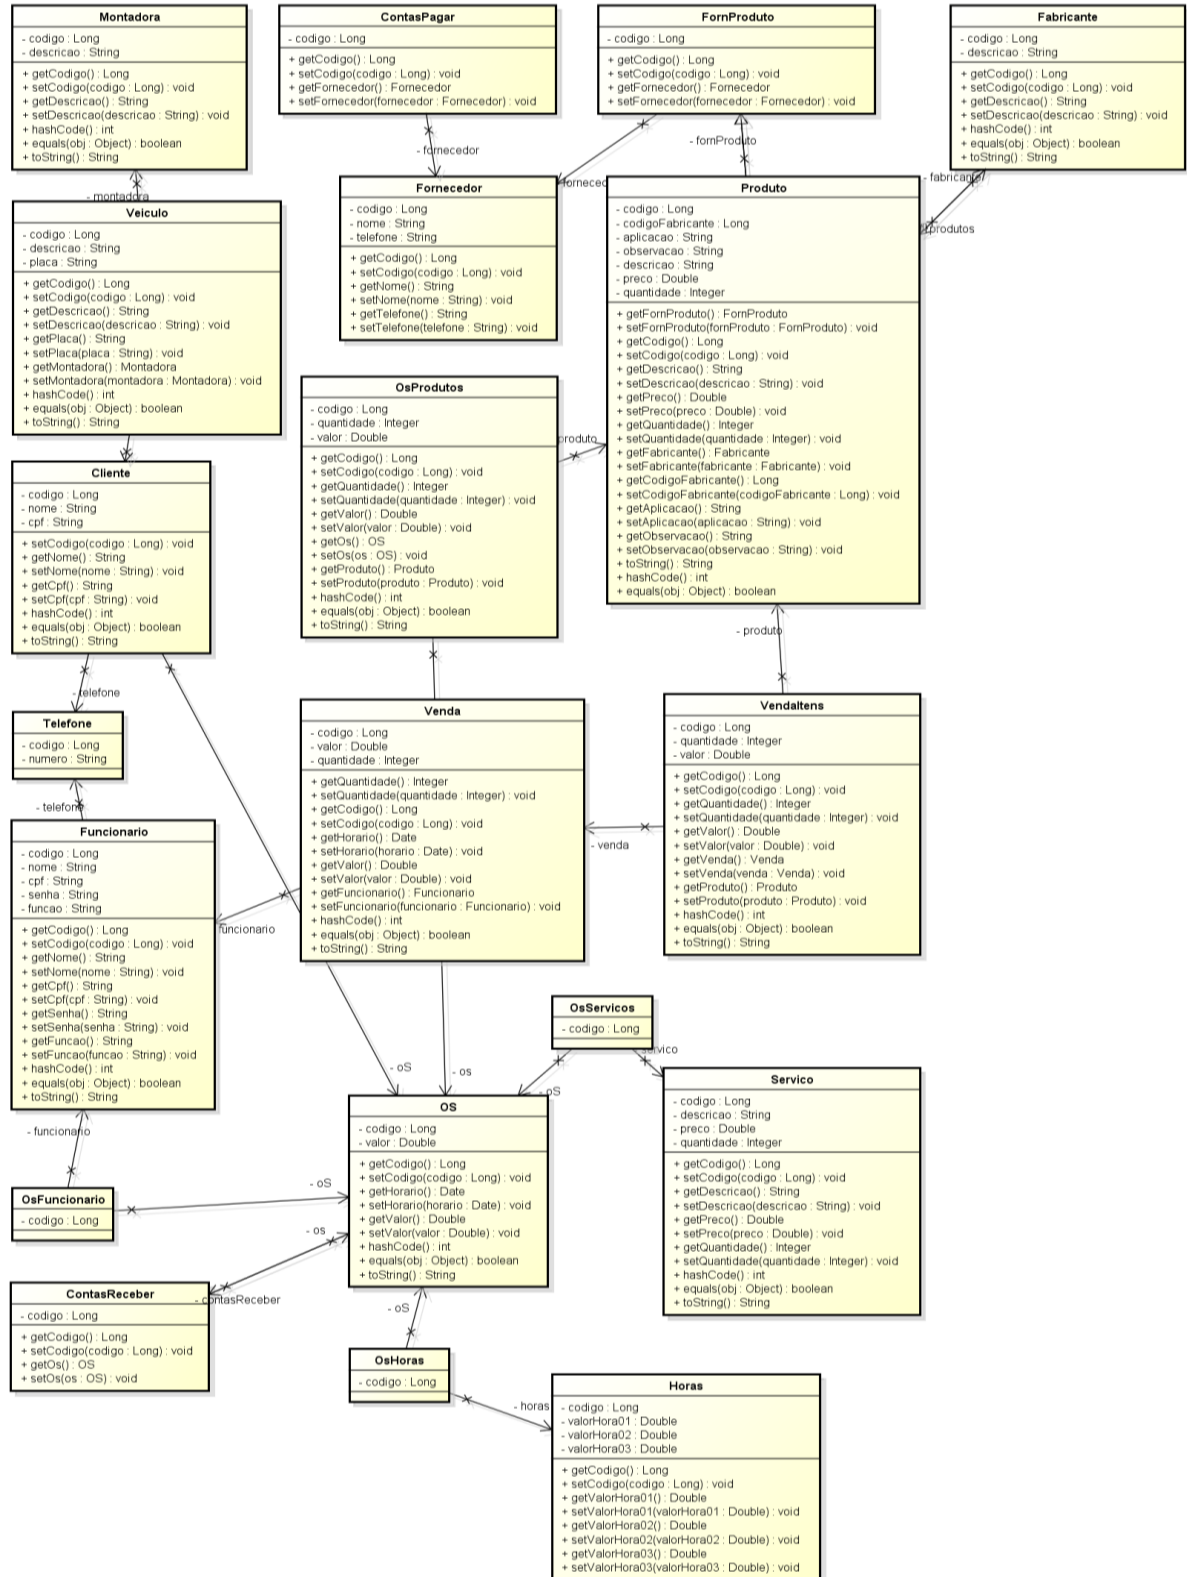 Montadora
- codigo : Long
- descricao : String
+ getCodigo() : Long
+ setCodigo(codigo : Long) : void
+ getDescricao() : String
+ setDescricao(descricao : String) : void
+ hashCode() : int
+ equals(obj : Object) : boolean
+ toString() : String
ContasPagar
- codigo : Long
+ getCodigo() : Long
+ setCodigo(codigo : Long) : void
+ getFornecedor() : Fornecedor
+ setFornecedor(fornecedor : Fornecedor) : void
FornProduto
- codigo : Long
+ getCodigo() : Long
+ setCodigo(codigo : Long) : void
+ getFornecedor() : Fornecedor
+ setFornecedor(fornecedor : Fornecedor) : void
Fabricante
- codigo : Long
- descricao : String
+ getCodigo() : Long
+ setCodigo(codigo : Long) : void
+ getDescricao() : String
+ setDescricao(descricao : String) : void
+ hashCode() : int
+ equals(obj : Object) : boolean
+ toString() : String
- montadora
- fornecedor
- fornProduto
- fabricante
produtos
Veiculo
- codigo : Long
- descricao : String
- placa : String
+ getCodigo() : Long
+ setCodigo(codigo : Long) : void
+ getDescricao() : String
+ setDescricao(descricao : String) : void
+ getPlaca() : String
+ setPlaca(placa : String) : void
+ getMontadora() : Montadora
+ setMontadora(montadora : Montadora) : void
+ hashCode() : int
+ equals(obj : Object) : boolean
+ toString() : String
Fornecedor
- codigo : Long
- nome : String
- telefone : String
+ getCodigo() : Long
+ setCodigo(codigo : Long) : void
+ getNome() : String
+ setNome(nome : String) : void
+ getTelefone() : String
+ setTelefone(telefone : String) : void
Produto
- codigo : Long
- codigoFabricante : Long
- aplicacao : String
- observacao : String
- descricao : String
- preco : Double
- quantidade : Integer
+ getFornProduto() : FornProduto
+ setFornProduto(fornProduto : FornProduto) : void
+ getCodigo() : Long
+ setCodigo(codigo : Long) : void
+ getDescricao() : String
+ setDescricao(descricao : String) : void
+ getPreco() : Double
+ setPreco(preco : Double) : void
+ getQuantidade() : Integer
+ setQuantidade(quantidade : Integer) : void
+ getFabricante() : Fabricante
+ setFabricante(fabricante : Fabricante) : void
+ getCodigoFabricante() : Long
+ setCodigoFabricante(codigoFabricante : Long) : void
+ getAplicacao() : String
+ setAplicacao(aplicacao : String) : void
+ getObservacao() : String
+ setObservacao(observacao : String) : void
+ toString() : String
+ hashCode() : int
+ equals(obj : Object) : boolean
OsProdutos
- codigo : Long
- quantidade : Integer
- valor : Double
+ getCodigo() : Long
+ setCodigo(codigo : Long) : void
+ getQuantidade() : Integer
+ setQuantidade(quantidade : Integer) : void
+ getValor() : Double
+ setValor(valor : Double) : void
+ getOs() : OS
+ setOs(os : OS) : void
+ getProduto() : Produto
+ setProduto(produto : Produto) : void
+ hashCode() : int
+ equals(obj : Object) : boolean
+ toString() : String
produto
Cliente
- codigo : Long
- nome : String
- cpf : String
+ setCodigo(codigo : Long) : void
+ getNome() : String
+ setNome(nome : String) : void
+ getCpf() : String
+ setCpf(cpf : String) : void
+ hashCode() : int
+ equals(obj : Object) : boolean
+ toString() : String
- produto
- telefone
Telefone
- codigo : Long
- numero : String
- telefone
Venda
- codigo : Long
- valor : Double
- quantidade : Integer
+ getQuantidade() : Integer
+ setQuantidade(quantidade : Integer) : void
+ getCodigo() : Long
+ setCodigo(codigo : Long) : void
+ getHorario() : Date
+ setHorario(horario : Date) : void
+ getValor() : Double
+ setValor(valor : Double) : void
+ getFuncionario() : Funcionario
+ setFuncionario(funcionario : Funcionario) : void
+ hashCode() : int
+ equals(obj : Object) : boolean
+ toString() : String
VendaItens
- codigo : Long
- quantidade : Integer
- valor : Double
+ getCodigo() : Long
+ setCodigo(codigo : Long) : void
+ getQuantidade() : Integer
+ setQuantidade(quantidade : Integer) : void
+ getValor() : Double
+ setValor(valor : Double) : void
+ getVenda() : Venda
+ setVenda(venda : Venda) : void
+ getProduto() : Produto
+ setProduto(produto : Produto) : void
+ hashCode() : int
+ equals(obj : Object) : boolean
+ toString() : String
- venda
Funcionario
- codigo : Long
- nome : String
- cpf : String
- senha : String
- funcao : String
+ getCodigo() : Long
+ setCodigo(codigo : Long) : void
+ getNome() : String
+ setNome(nome : String) : void
+ getCpf() : String
+ setCpf(cpf : String) : void
+ getSenha() : String
+ setSenha(senha : String) : void
+ getFuncao() : String
+ setFuncao(funcao : String) : void
+ hashCode() : int
+ equals(obj : Object) : boolean
+ toString() : String
- funcionario
- oS
- os
OsServicos
- codigo : Long
- oS
Servico
- codigo : Long
- descricao : String
- preco : Double
- quantidade : Integer
+ getCodigo() : Long
+ setCodigo(codigo : Long) : void
+ getDescricao() : String
+ setDescricao(descricao : String) : void
+ getPreco() : Double
+ setPreco(preco : Double) : void
+ getQuantidade() : Integer
+ setQuantidade(quantidade : Integer) : void
+ hashCode() : int
+ equals(obj : Object) : boolean
+ toString() : String
OS
- codigo : Long
- valor : Double
+ getCodigo() : Long
+ setCodigo(codigo : Long) : void
+ getHorario() : Date
+ setHorario(horario : Date) : void
+ getValor() : Double
+ setValor(valor : Double) : void
+ hashCode() : int
+ equals(obj : Object) : boolean
+ toString() : String
OsFuncionario
- codigo : Long
- oS
- os
ContasReceber
- codigo : Long
+ getCodigo() : Long
+ setCodigo(codigo : Long) : void
+ getOs() : OS
+ setOs(os : OS) : void
- contasReceber
- oS
OsHoras
- codigo : Long
- horas
Horas
- codigo : Long
- valorHora01 : Double
- valorHora02 : Double
- valorHora03 : Double
+ getCodigo() : Long
+ setCodigo(codigo : Long) : void
+ getValorHora01() : Double
+ setValorHora01(valorHora01 : Double) : void
+ getValorHora02() : Double
+ setValorHora02(valorHora02 : Double) : void
+ getValorHora03() : Double
+ setValorHora03(valorHora03 : Double) : void